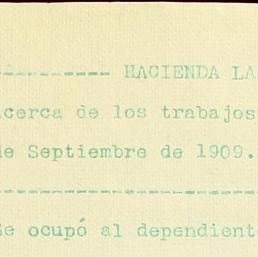 ---------- HACIENDA LA
acerca de los trabajos
de Septiembre de 1909.
----------------------
Se ocupó al dependient